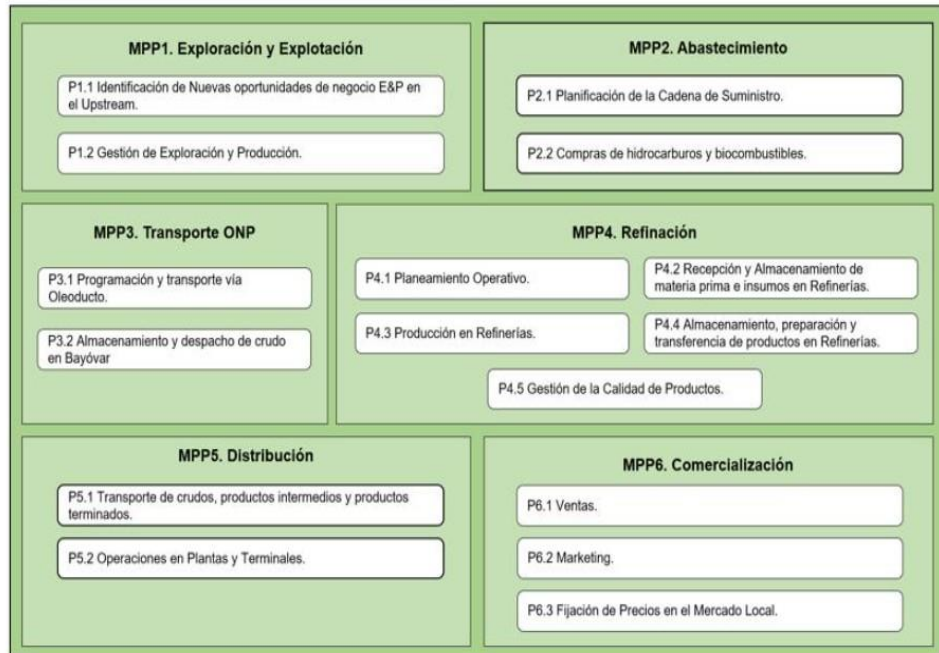 MPP1. Exploración y Explotación
P1.1 Identificación de Nuevas oportunidades de negocio E&P en
el Upstream.
P1.2 Gestión de Exploración y Producción.
MPP2. Abastecimiento
P2.1 Planificación de la Cadena de Suministro.
P2.2 Compras de hidrocarburos y biocombustibles.
MPP3. Transporte ONP
P3.1 Programación y transporte vía
Oleoducto.
P3.2 Almacenamiento y despacho de crudo
en Bayóvar
MPP4. Refinación
P4.1 Planeamiento Operativo.
P4.2 Recepción y Almacenamiento de
materia prima e insumos en Refinerías.
P4.3 Producción en Refinerías.
P4.4 Almacenamiento, preparación y
transferencia de productos en Refinerías.
P4.5 Gestión de la Calidad de Productos.
MPP5. Distribución
P5.1 Transporte de crudos, productos intermedios y productos
terminados.
P5.2 Operaciones en Plantas y Terminales.
MPP6. Comercialización
P6.1 Ventas.
P6.2 Marketing.
P6.3 Fijación de Precios en el Mercado Local.